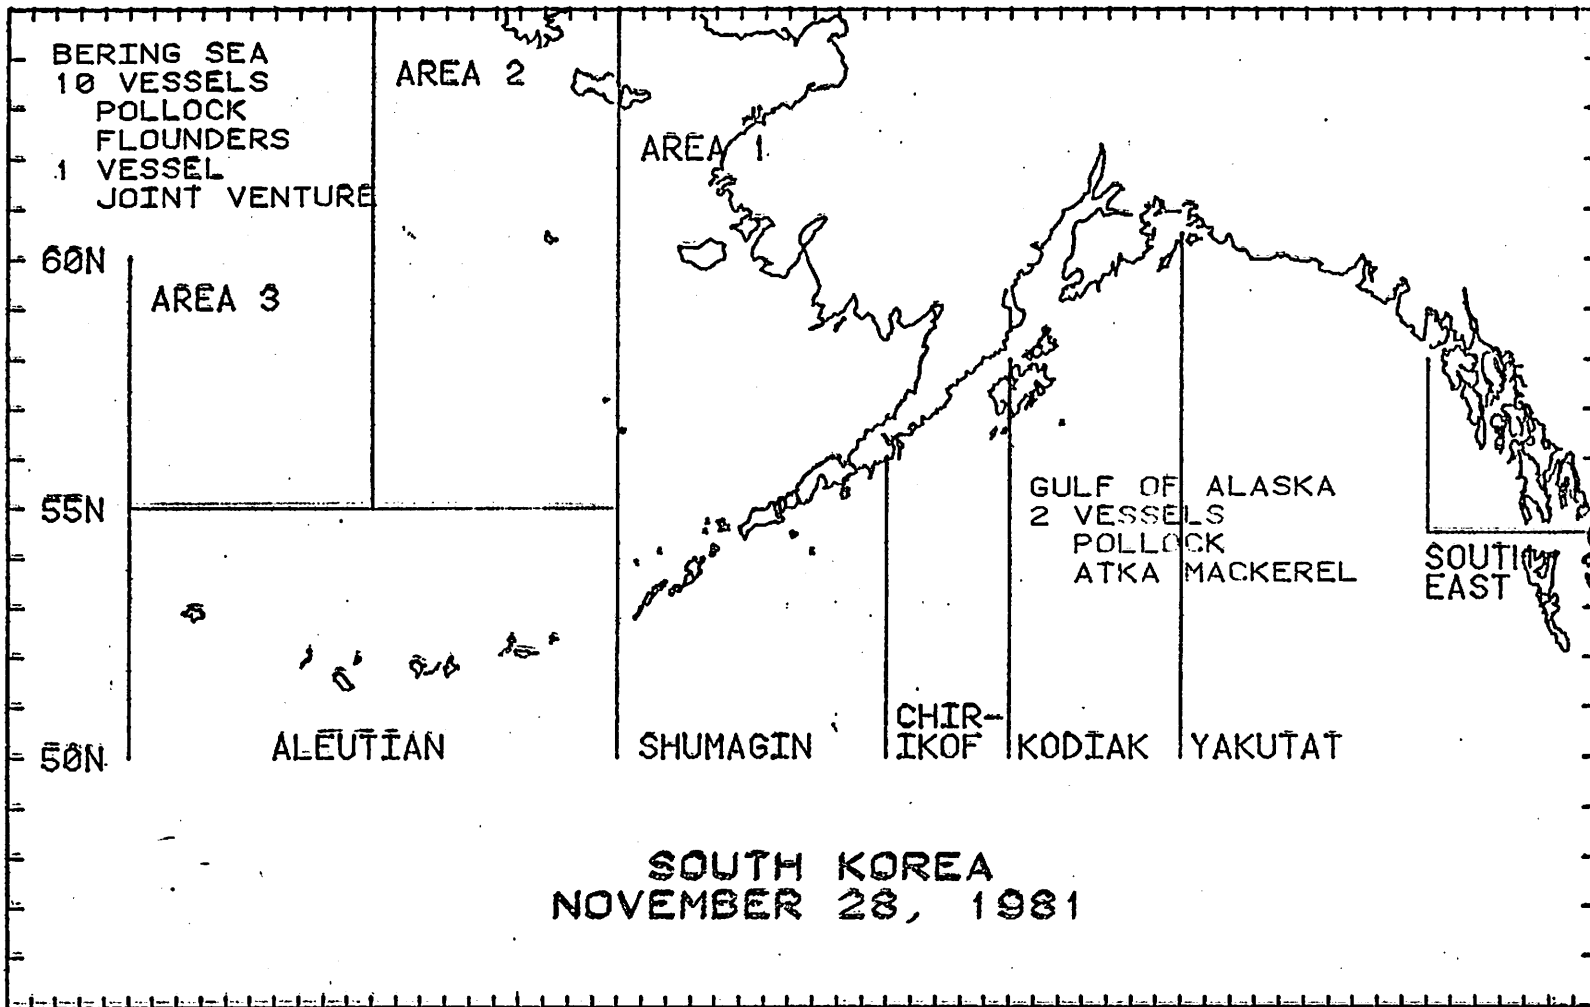 BERING SEA
10 VESSELS
POLLOCK
FLOUNDERS
1 VESSEL
JOINT VENTURE
AREA 2
AREA 1
60N
AREA 3
55N
GULF OF ALASKA
2 VESSELS
POLLOCK
ATKA MACKEREL
SOUTH
EAST
50N
ALEUTIAN
SHUMAGIN
CHIR-
IKOF
KODIAK
YAKUTAT
SOUTH KOREA
NOVEMBER 28, 1981